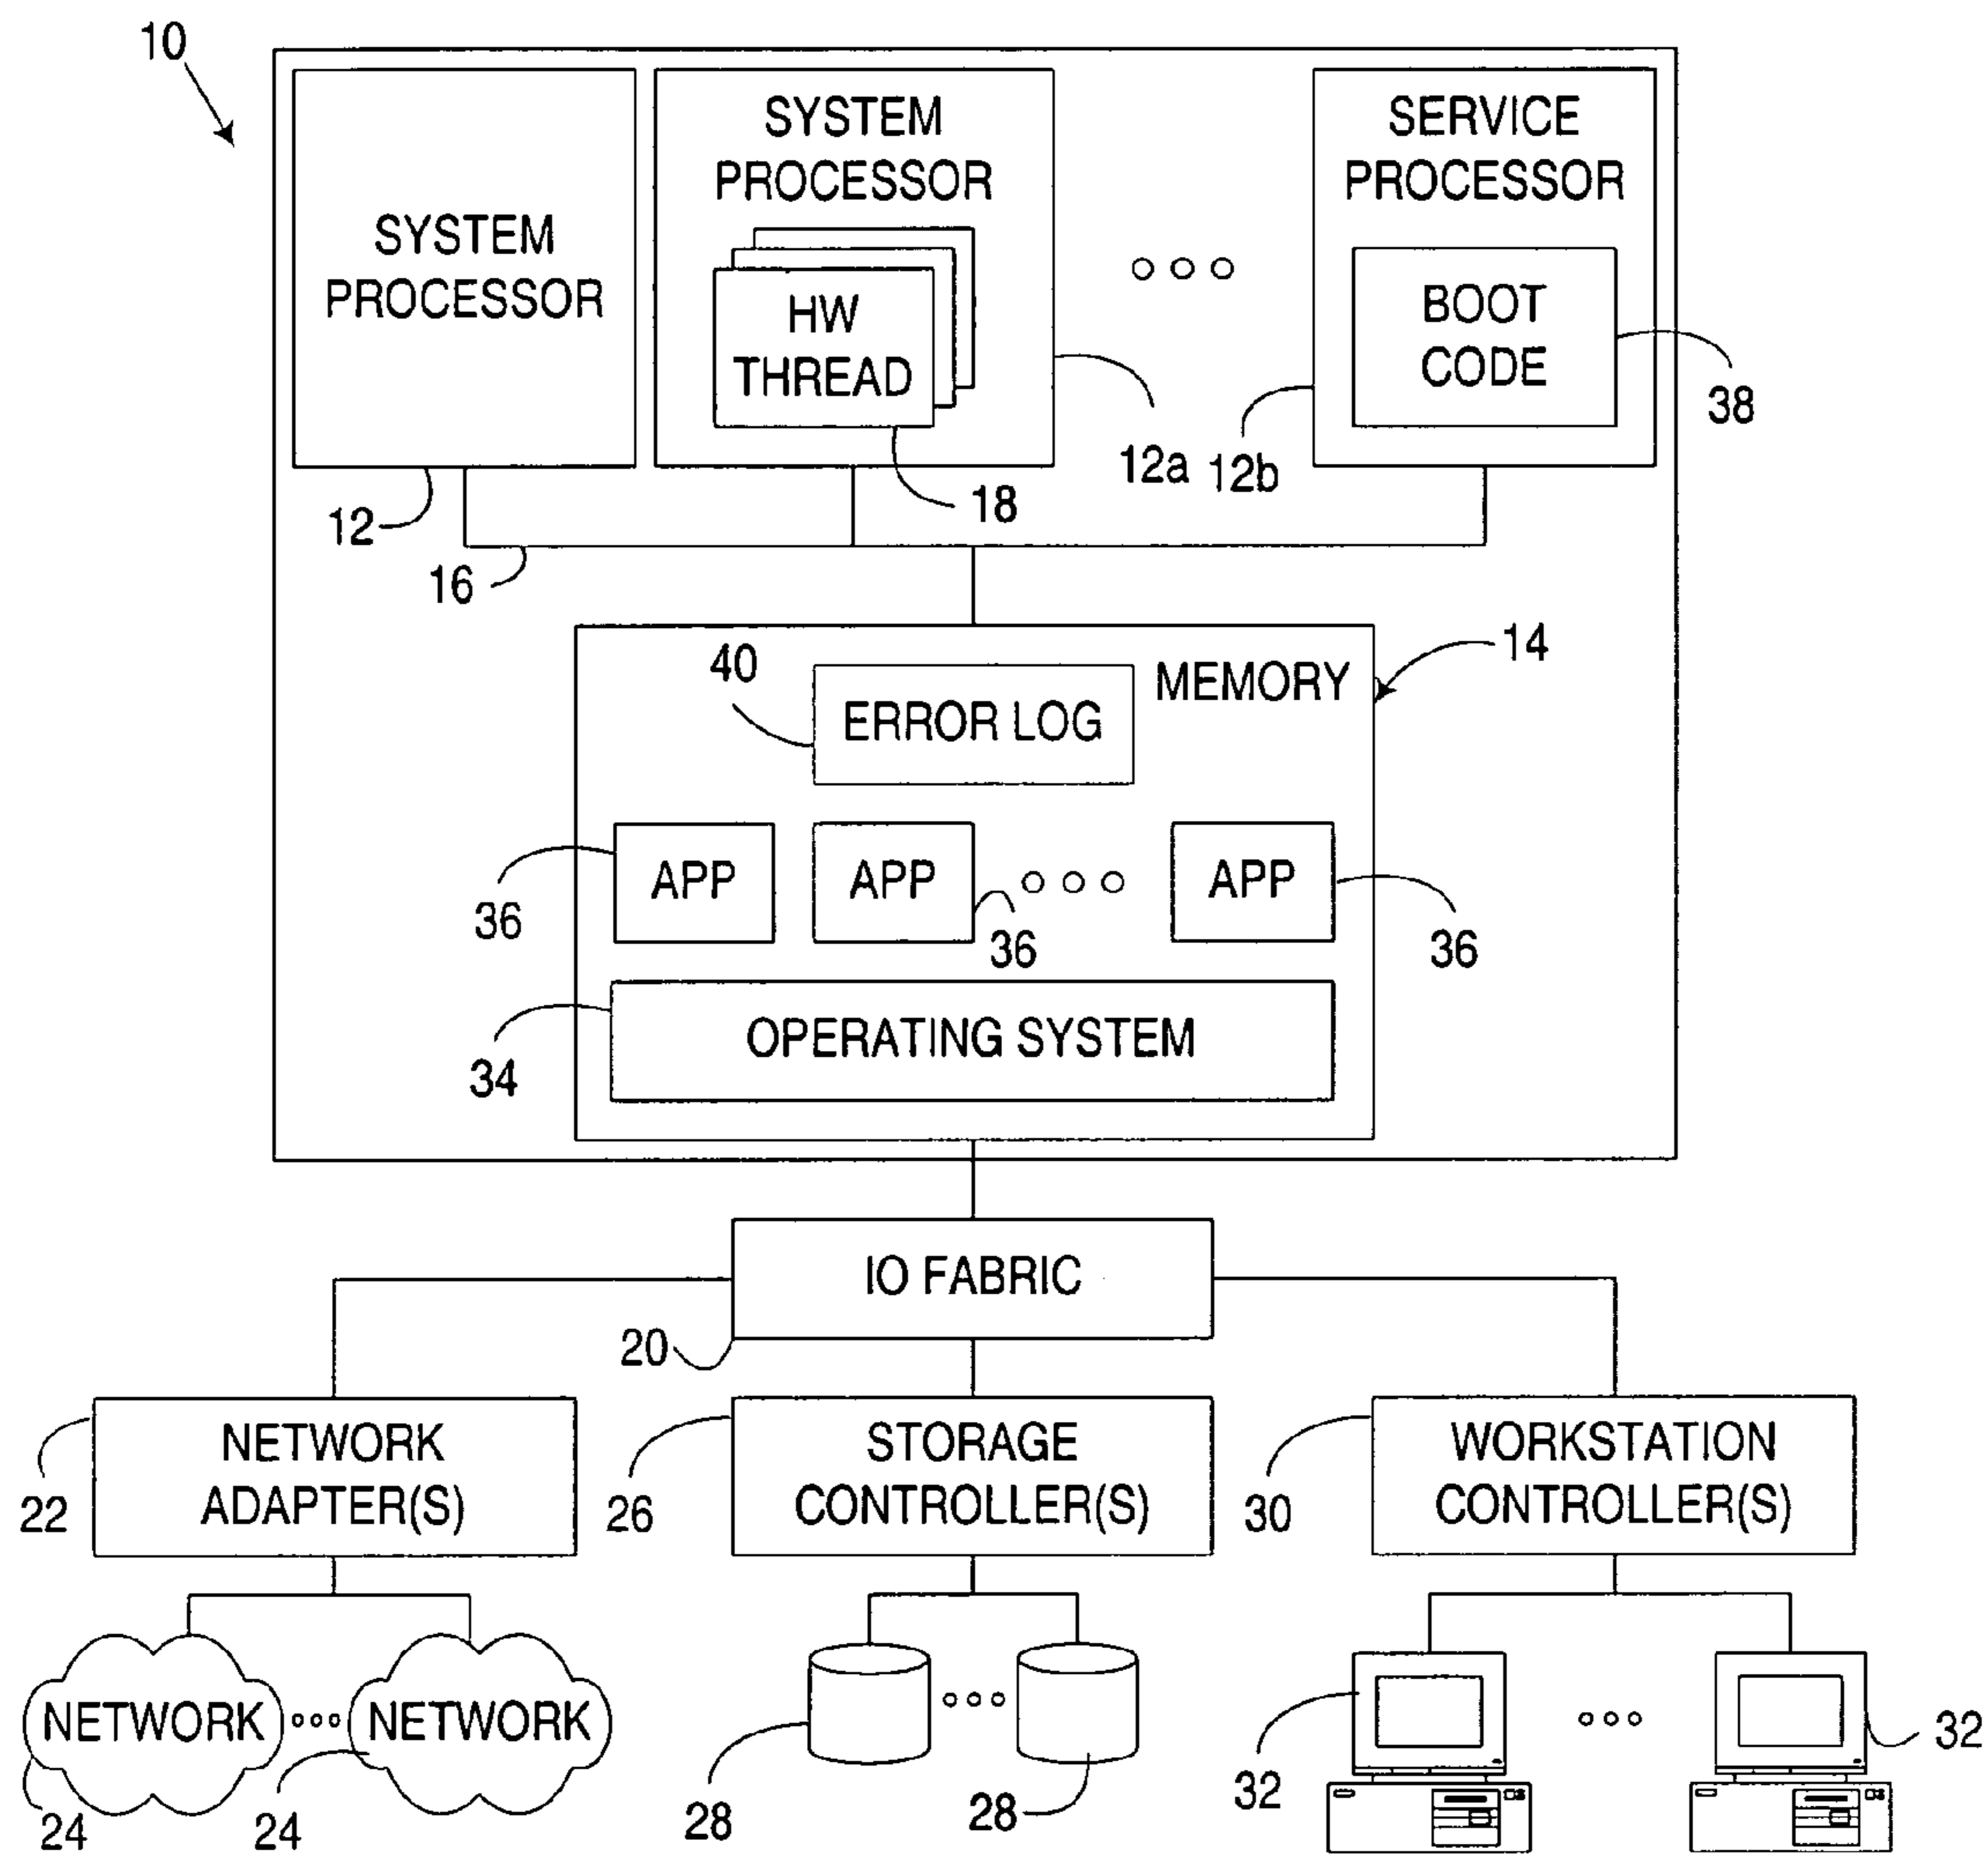 10
SYSTEM
PROCESSOR
SYSTEM
PROCESSOR
HW
THREAD
SERVICE
PROCESSOR
BOOT
CODE
38
12a
12b
18
12
16
14
40
ERROR LOG
MEMORY
APP
APP
APP
36
36
36
OPERATING SYSTEM
34
IO FABRIC
20
NETWORK
ADAPTER(S)
22
STORAGE
CONTROLLER(S)
26
WORKSTATION
CONTROLLER(S)
30
NETWORK
NETWORK
24
24
28
28
32
32